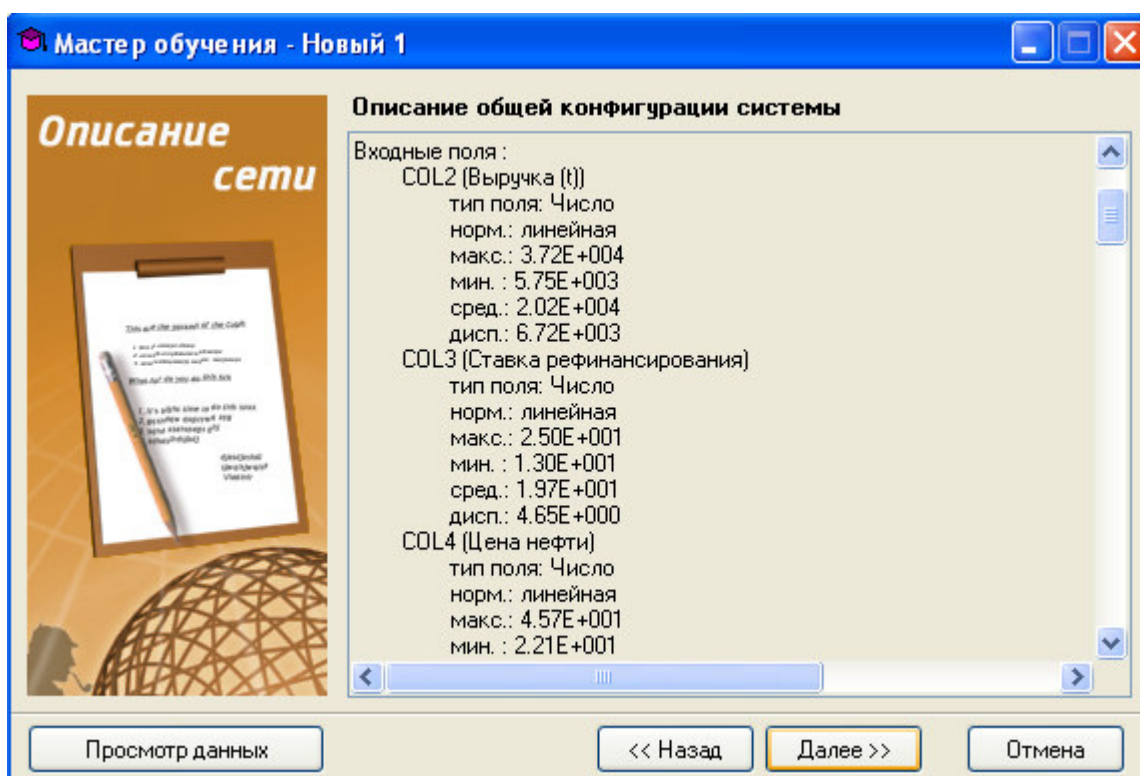 Мастер обучения - Новый 1
Описание
сети
Описание общей конфигурации системы
Входные поля :
COL2 (Выручка (t))
тип поля: Число
норм.: линейная
макс.: 3.72E+004
мин. : 5.75E+003
сред.: 2.02E+004
дисп.: 6.72E+003
COL3 (Ставка рефинансирования)
тип поля: Число
норм.: линейная
макс.: 2.50E+001
мин. : 1.30E+001
сред.: 1.97E+001
дисп.: 4.65E+000
COL4 (Цена нефти)
тип поля: Число
норм.: линейная
макс.: 4.57E+001
мин. : 2.21E+001
Просмотр данных
<< Назад
Далее >>
Отмена